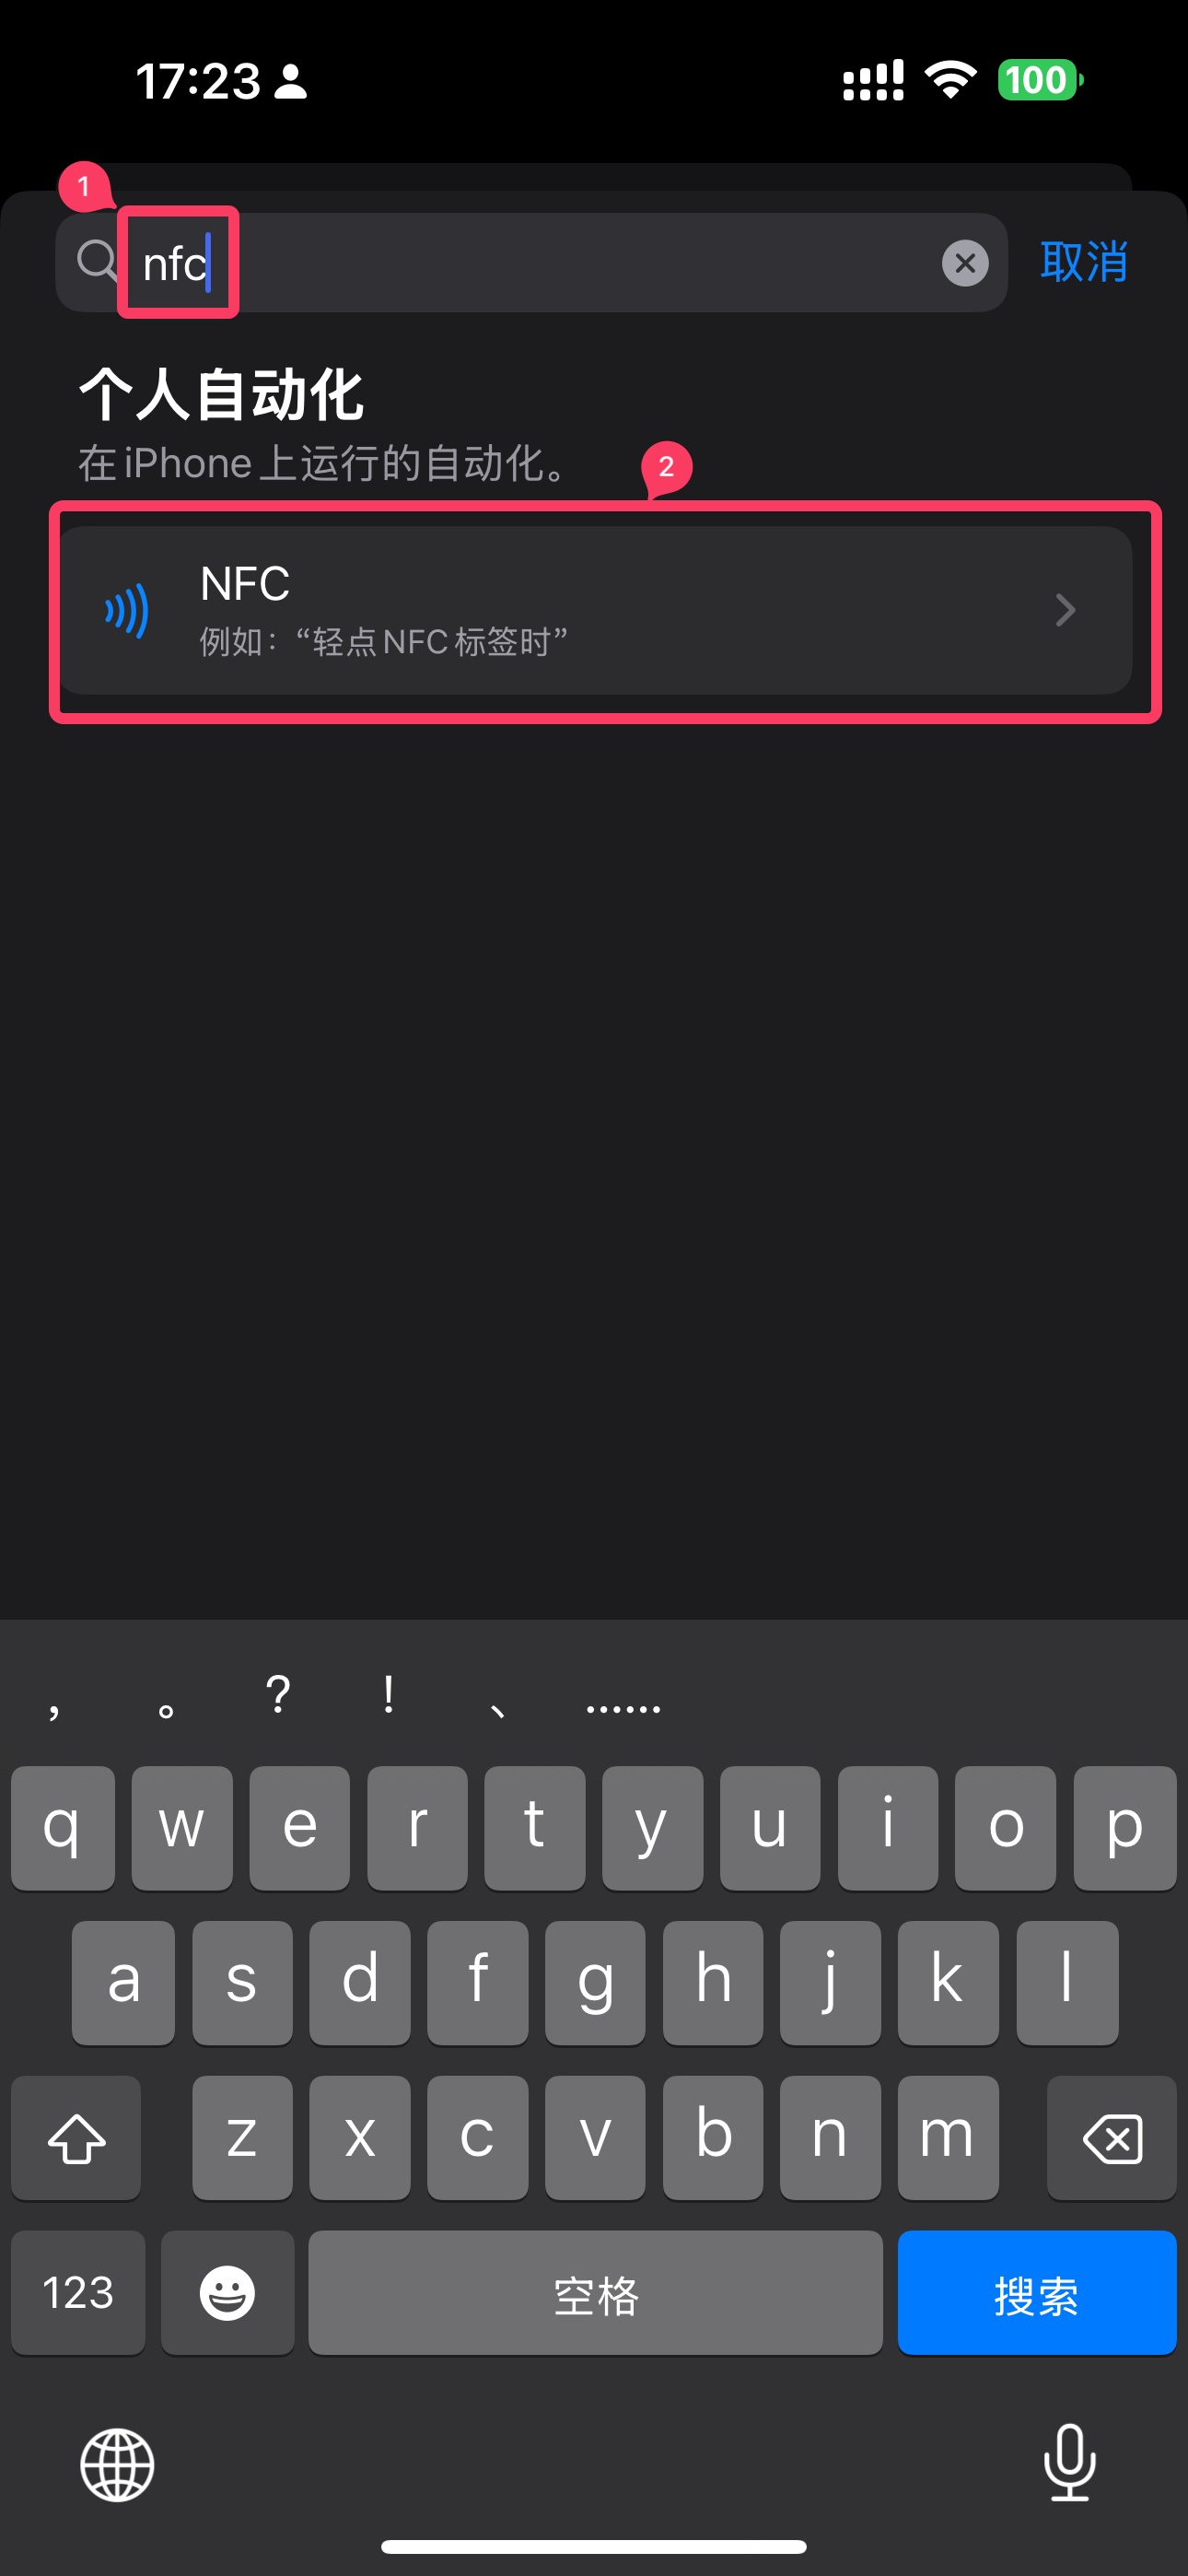 17:23
100
1
nfc
取消
个人自动化
在 iPhone 上运行的自动化。
2
NFC
例如：“轻点 NFC 标签时”
， 。 ？ ！ 、 ……
q w e r t y u i o p
a s d f g h j k l
z x c v b n m
123 空格 搜索